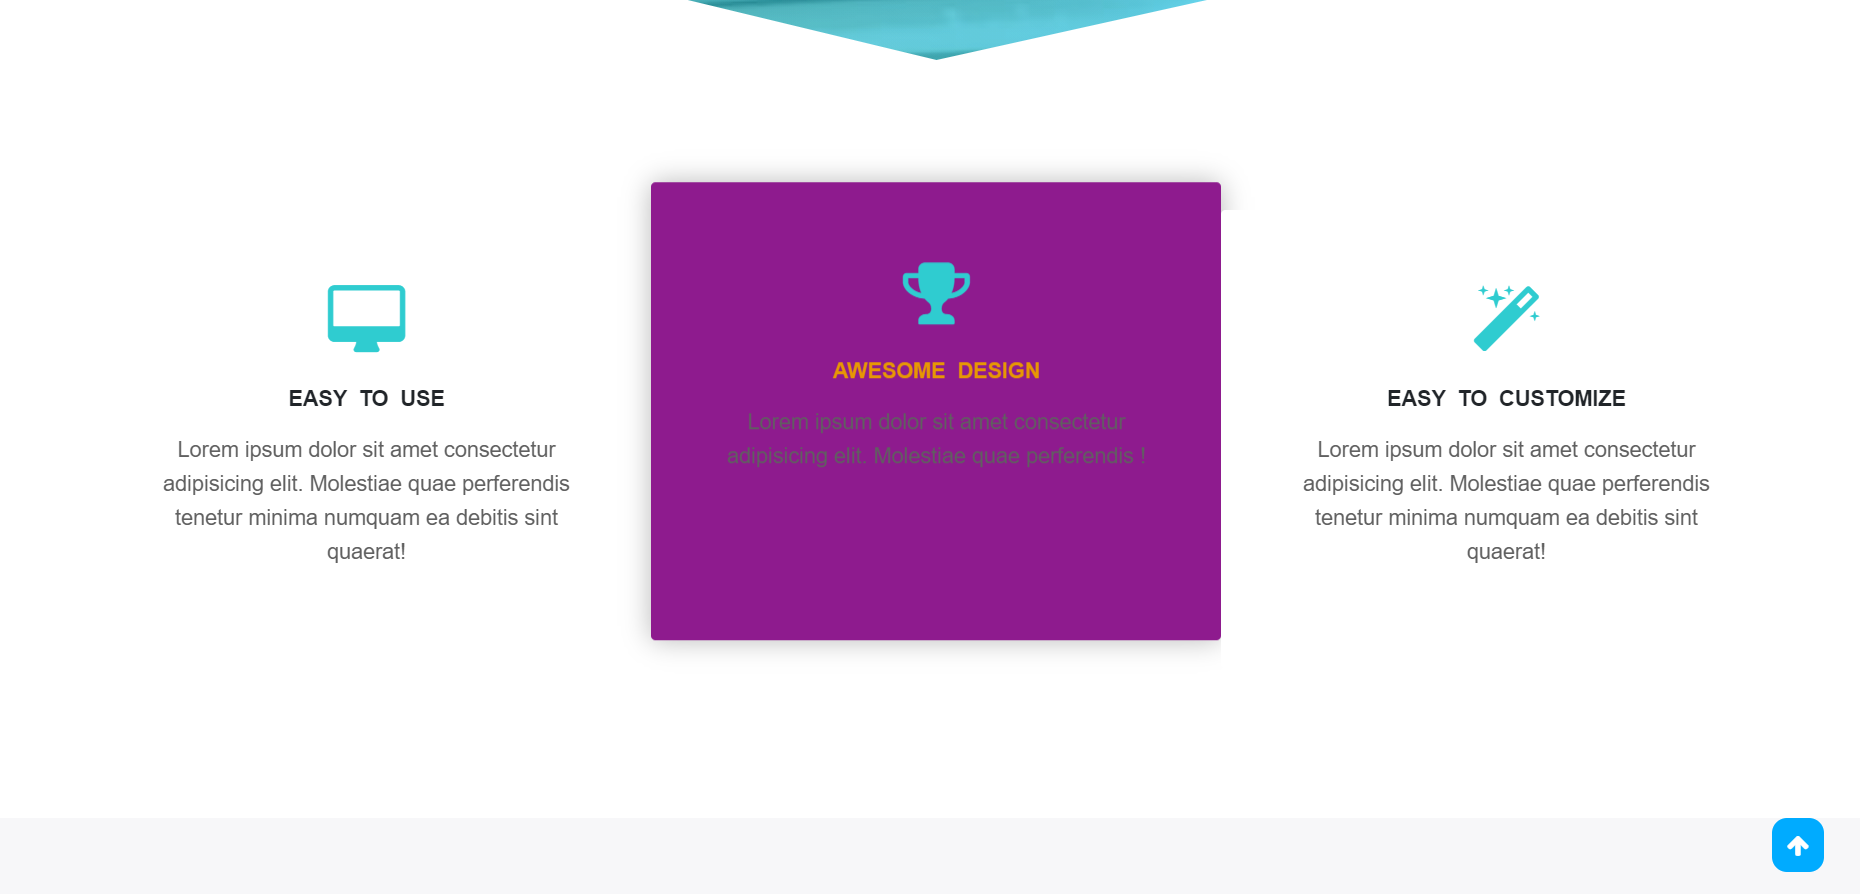 EASY TO USE
Lorem ipsum dolor sit amet consectetur
adipisicing elit. Molestiae quae perferendis
tenetur minima numquam ea debitis sint
quaerat!
AWESOME DESIGN
Lorem ipsum dolor sit amet consectetur
adipisicing elit. Molestiae quae perferendis !
EASY TO CUSTOMIZE
Lorem ipsum dolor sit amet consectetur
adipisicing elit. Molestiae quae perferendis
tenetur minima numquam ea debitis sint
quaerat!